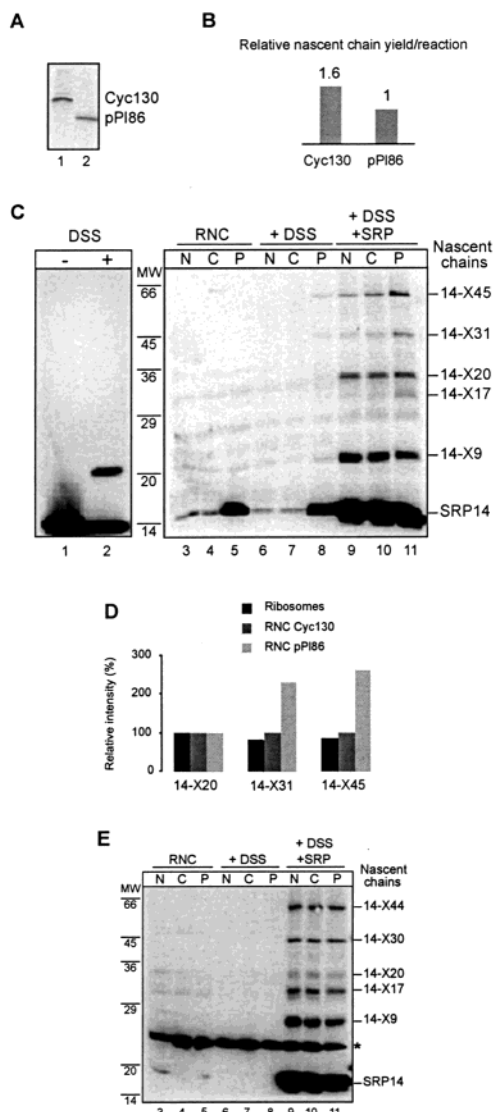 A
Cyc130
pPI86
1 2
B
Relative nascent chain yield/reaction
1.6
1
Cyc130 pPI86
C
DSS
- +
MW
66
45
36
29
20
14
RNC + DSS + DSS +SRP
N C P N C P N C P
Nascent chains
14-X45
14-X31
14-X20
14-X17
14-X9
SRP14
1 2 3 4 5 6 7 8 9 10 11
D
Ribosomes
RNC Cyc130
RNC pPI86
Relative intensity (%)
300
200
100
0
14-X20 14-X31 14-X45
E
+ DSS
RNC + DSS +SRP
N C P N C P N C P
Nascent chains
MW
66
45
36
29
20
14
14-X44
14-X30
14-X20
14-X17
14-X9
*
SRP14
3 4 5 6 7 8 9 10 11